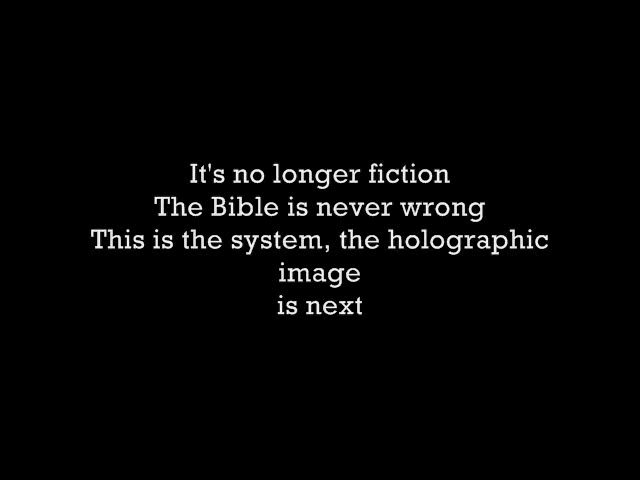 It's no longer fiction
The Bible is never wrong
This is the system, the holographic
image
is next